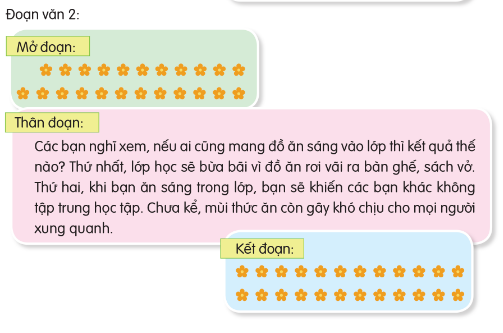 Đoạn văn 2:
Mở đoạn:
Thân đoạn:
Các bạn nghĩ xem, nếu ai cũng mang đồ ăn sáng vào lớp thì kết quả thế
nào? Thứ nhất, lớp học sẽ bừa bãi vì đồ ăn rơi vãi ra bàn ghế, sách vở.
Thứ hai, khi bạn ăn sáng trong lớp, bạn sẽ khiến các bạn khác không
tập trung học tập. Chưa kể, mùi thức ăn còn gây khó chịu cho mọi người
xung quanh.
Kết đoạn: